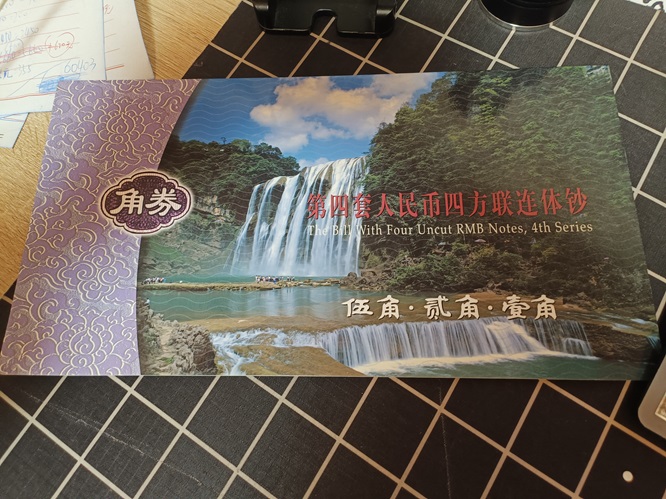 角券
第四套人民币四方联连体钞
The Bill With Four Uncut RMB Notes, 4th Series
伍角·贰角·壹角